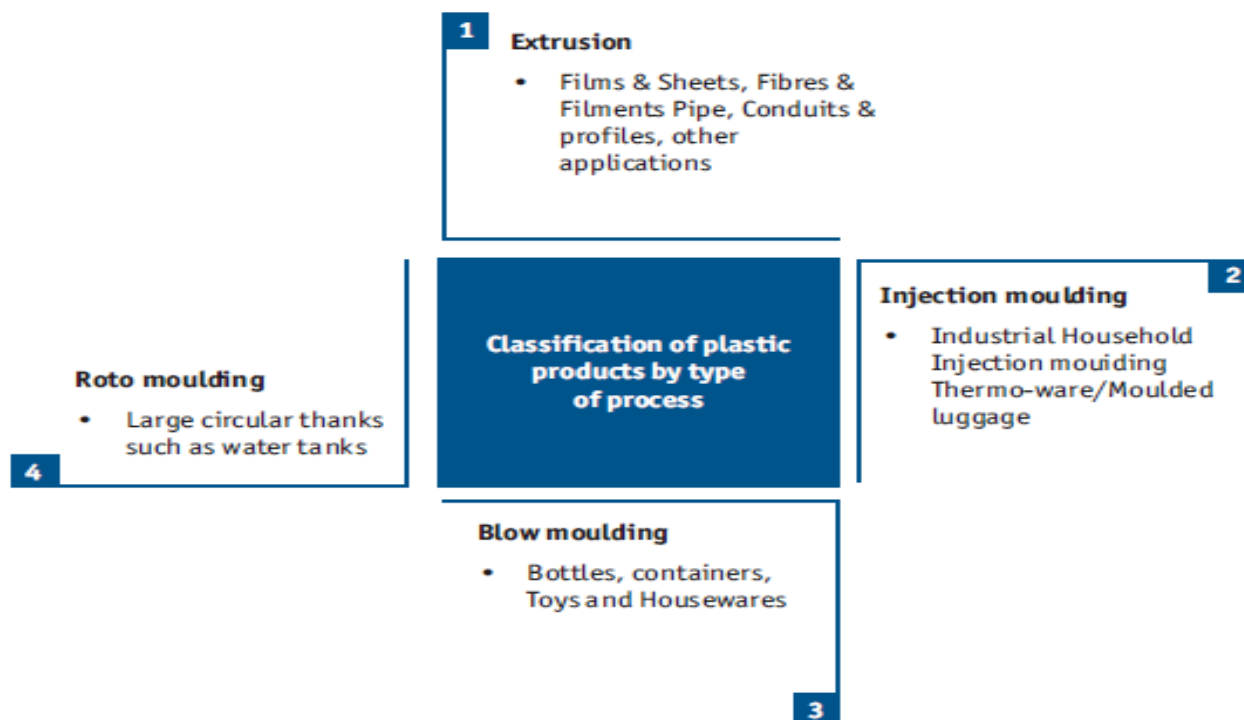 1
Extrusion
• Films & Sheets, Fibres &
Filments Pipe, Conduits &
profiles, other
applications
2
Injection moulding
• Industrial Household
Injection mouiding
Thermo-ware/Moulded
luggage
Classification of plastic
products by type
of process
Roto moulding
• Large circular thanks
such as water tanks
4
Blow moulding
• Bottles, containers,
Toys and Housewares
3